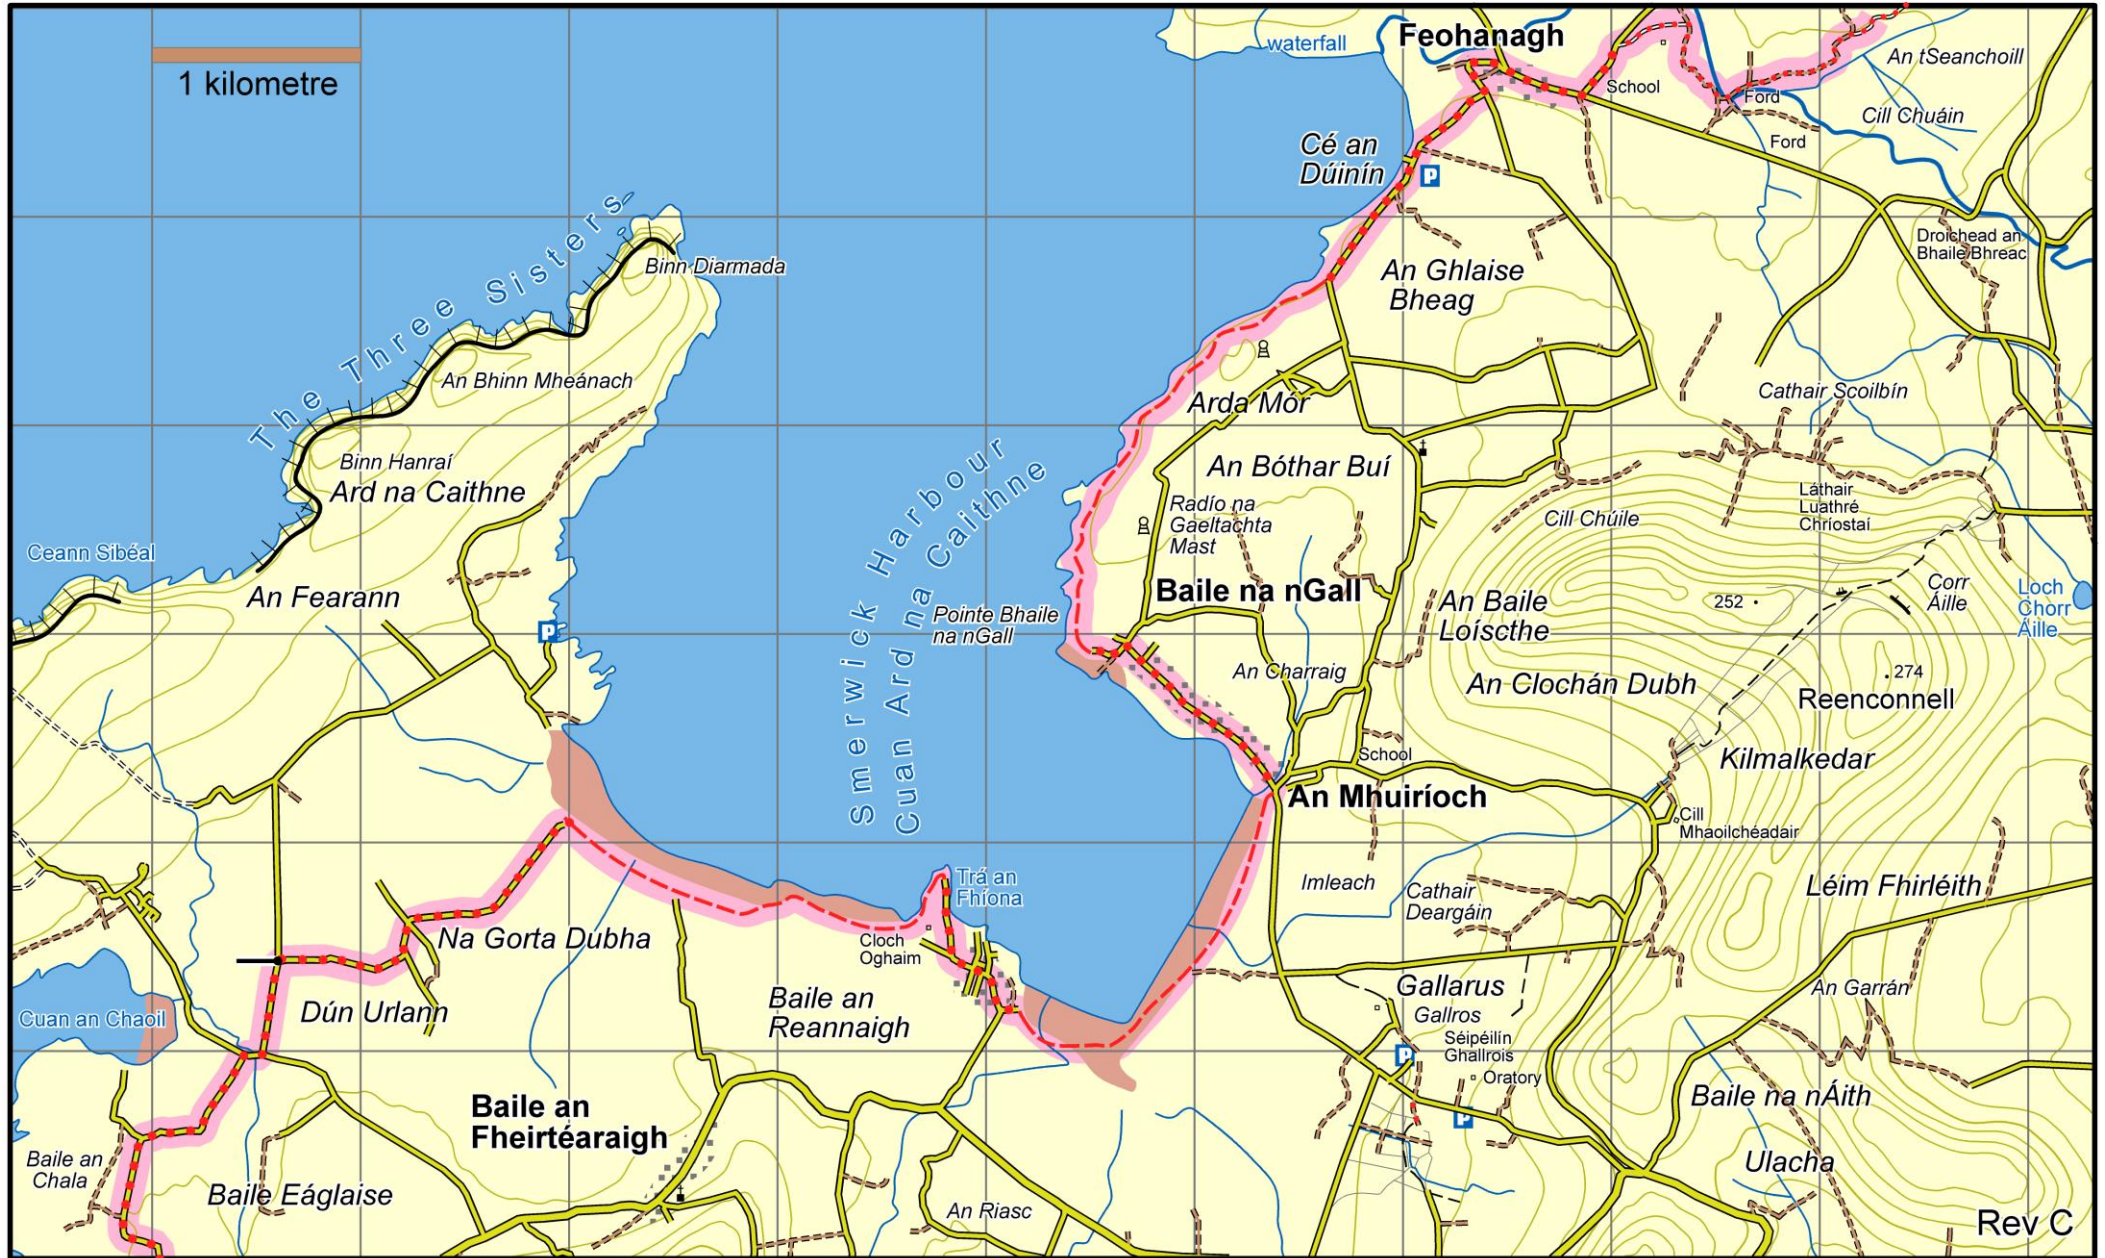 1 kilometre
waterfall
Feohanagh
An tSeanchoill
School
Ford
Cill Chuáin
Ford
Cé an
Dúinín
P
Droichead an
Bhaile Bhreac
The Three Sisters
Binn Diarmada
An Ghlaise
Bheag
An Bhinn Mheánach
Arda Mór
Cathair Scoilbín
Binn Hanraí
Ard na Caithne
An Bóthar Buí
Radío na
Gaeltachta
Mast
Cill Chúile
Láthair
Luathré
Chríostaí
Ceann Sibéal
An Fearann
Smerwick Harbour
Cuan Ard na Caithne
Pointe Bhaile
na nGall
Baile na nGall
An Baile
Loíscthe
252
Corr
Áille
Loch
Chorr
Áille
P
An Charraig
An Clochán Dubh
274
Reenconnell
School
Kilmalkedar
An Mhuiríoch
Cill
Mhaoilchéadair
Trá an
Fhíona
Imleach
Cathair
Deargáin
Léim Fhirléith
Na Gorta Dubha
Cloch
Oghaim
Cuan an Chaoil
Dún Urlann
Baile an
Reannaigh
Gallarus
Gallros
Séipéilín
Ghallrois
Oratory
An Garrán
P
P
Baile an
Fheirtéaraigh
Baile na nÁith
Baile an
Chala
Baile Eáglaise
An Riasc
Ulacha
Rev C